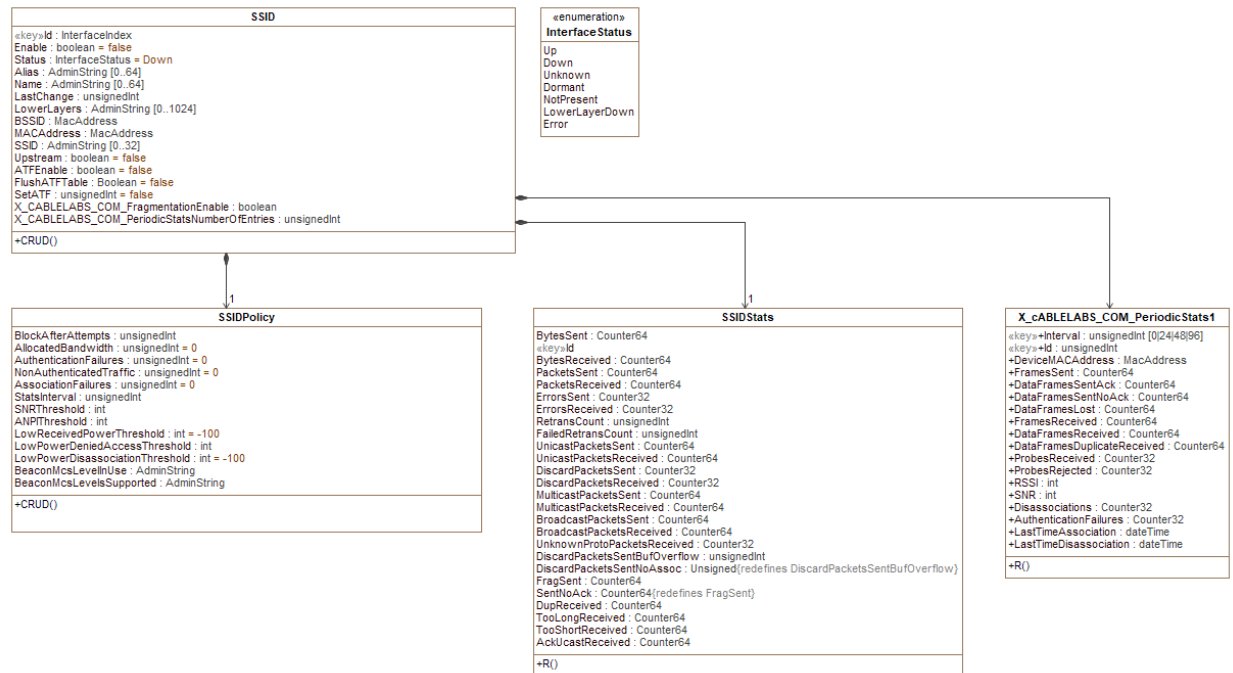 SSID
«key»Id : InterfaceIndex
Enable : boolean = false
Status : InterfaceStatus = Down
Alias : AdminString [0..64]
Name : AdminString [0..64]
LastChange : unsignedInt
LowerLayers : AdminString [0..1024]
BSSID : MacAddress
MACAddress : MacAddress
SSID : AdminString [0..32]
Upstream : boolean = false
ATFEnable : boolean = false
FlushATFTable : Boolean = false
SetATF : unsignedInt = false
X_CABLELABS_COM_FragmentationEnable : boolean
X_CABLELABS_COM_PeriodicStatsNumberOfEntries : unsignedInt
+CRUD()
«enumeration»
InterfaceStatus
Up
Down
Unknown
Dormant
NotPresent
LowerLayerDown
Error
1
1
SSIDPolicy
BlockAfterAttempts : unsignedInt
AllocatedBandwidth : unsignedInt = 0
AuthenticationFailures : unsignedInt = 0
NonAuthenticatedTraffic : unsignedInt = 0
AssociationFailures : unsignedInt = 0
StatsInterval : unsignedInt
SNRThreshold : int
ANPIThreshold : int
LowReceivedPowerThreshold : int = -100
LowPowerDeniedAccessThreshold : int
LowPowerDisassociationThreshold : int = -100
BeaconMcsLevelInUse : AdminString
BeaconMcsLevelsSupported : AdminString
+CRUD()
SSIDStats
BytesSent : Counter64
«key»Id
BytesReceived : Counter64
PacketsSent : Counter64
PacketsReceived : Counter64
ErrorsSent : Counter32
ErrorsReceived : Counter32
RetransCount : unsignedInt
FailedRetransCount : unsignedInt
UnicastPacketsSent : Counter64
UnicastPacketsReceived : Counter64
DiscardPacketsSent : Counter32
DiscardPacketsReceived : Counter32
MulticastPacketsSent : Counter64
MulticastPacketsReceived : Counter64
BroadcastPacketsSent : Counter64
BroadcastPacketsReceived : Counter64
UnknownProtoPacketsReceived : Counter32
DiscardPacketsSentBufOverflow : unsignedInt
DiscardPacketsSentNoAssoc : Unsigned{redefines DiscardPacketsSentBufOverflow}
FragSent : Counter64
SentNoAck : Counter64{redefines FragSent}
DupReceived : Counter64
TooLongReceived : Counter64
TooShortReceived : Counter64
AckUcastReceived : Counter64
+R()
X_cABLELABS_COM_PeriodicStats1
«key»+Interval : unsignedInt [0|24|48|96]
«key»+Id : unsignedInt
+DeviceMACAddress : MacAddress
+FramesSent : Counter64
+DataFramesSentAck : Counter64
+DataFramesSentNoAck : Counter64
+DataFramesLost : Counter64
+FramesReceived : Counter64
+DataFramesReceived : Counter64
+DataFramesDuplicateReceived : Counter64
+ProbesReceived : Counter32
+ProbesRejected : Counter32
+RSSI : int
+SNR : int
+Disassociations : Counter32
+AuthenticationFailures : Counter32
+LastTimeAssociation : dateTime
+LastTimeDisassociation : dateTime
+R()